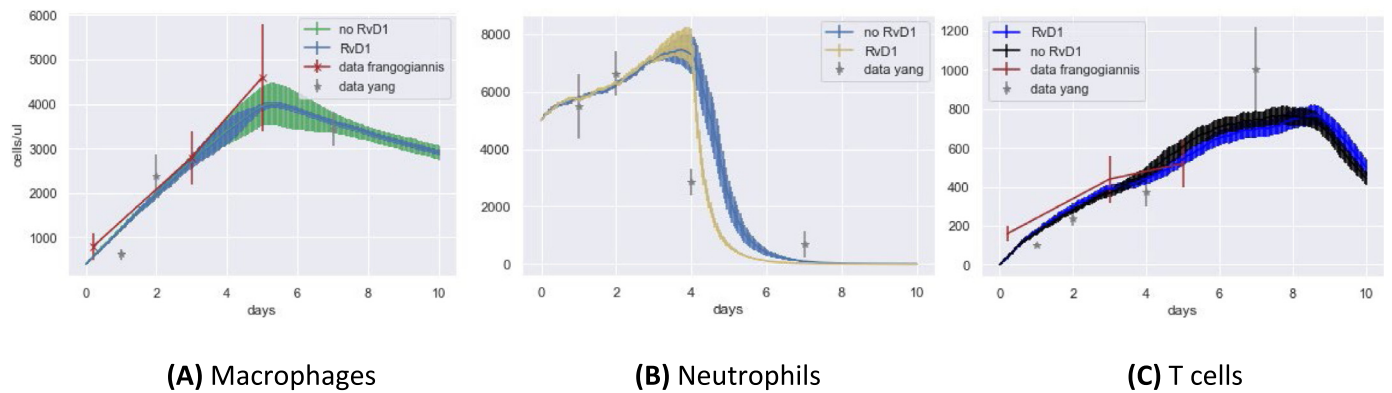 6000
5000
4000
3000
2000
1000
cells/ul
0 2 4 6 8 10
days
no RvD1
RvD1
data frangogiannis
data yang
(A) Macrophages
8000
6000
4000
2000
0
0 2 4 6 8 10
days
no RvD1
RvD1
data yang
(B) Neutrophils
1200
1000
800
600
400
200
0
0 2 4 6 8 10
days
RvD1
no RvD1
data frangogiannis
data yang
(C) T cells